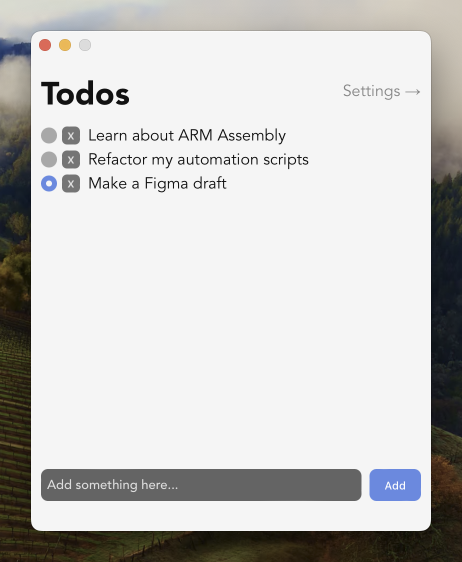 Todos
Settings →
x Learn about ARM Assembly
x Refactor my automation scripts
x Make a Figma draft
Add something here...
Add